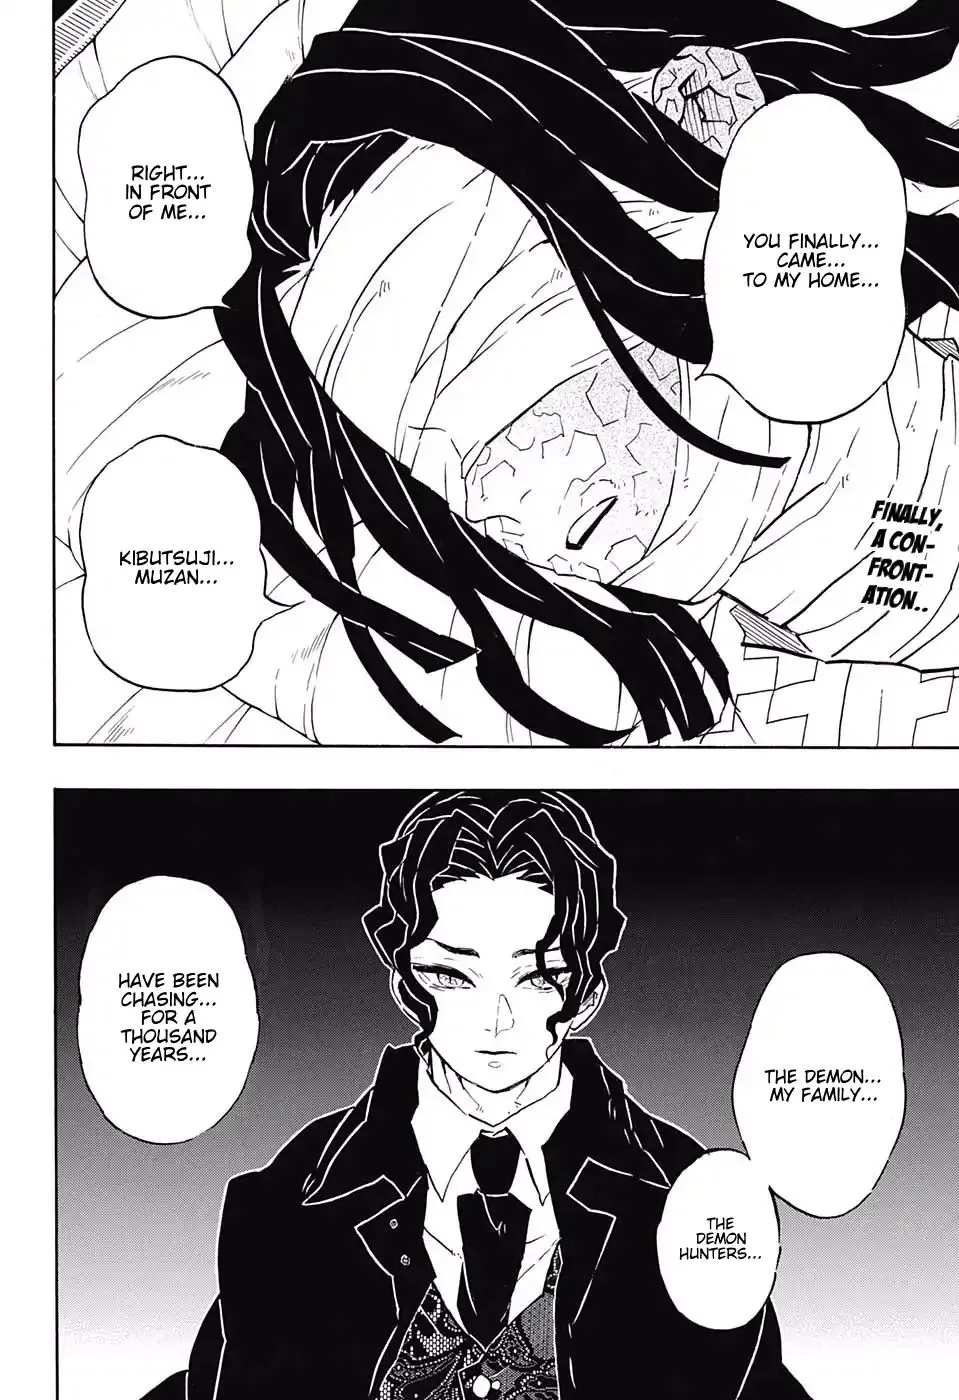 YOU FINALLY...
CAME...
TO MY HOME...
RIGHT...
IN FRONT
OF ME...
FINALLY,
A CON-
FRONT-
ATION..
KIBUTSUJI...
MUZAN...
THE DEMON...
MY FAMILY...
THE
DEMON
HUNTERS...
HAVE BEEN
CHASING...
FOR A
THOUSAND
YEARS...